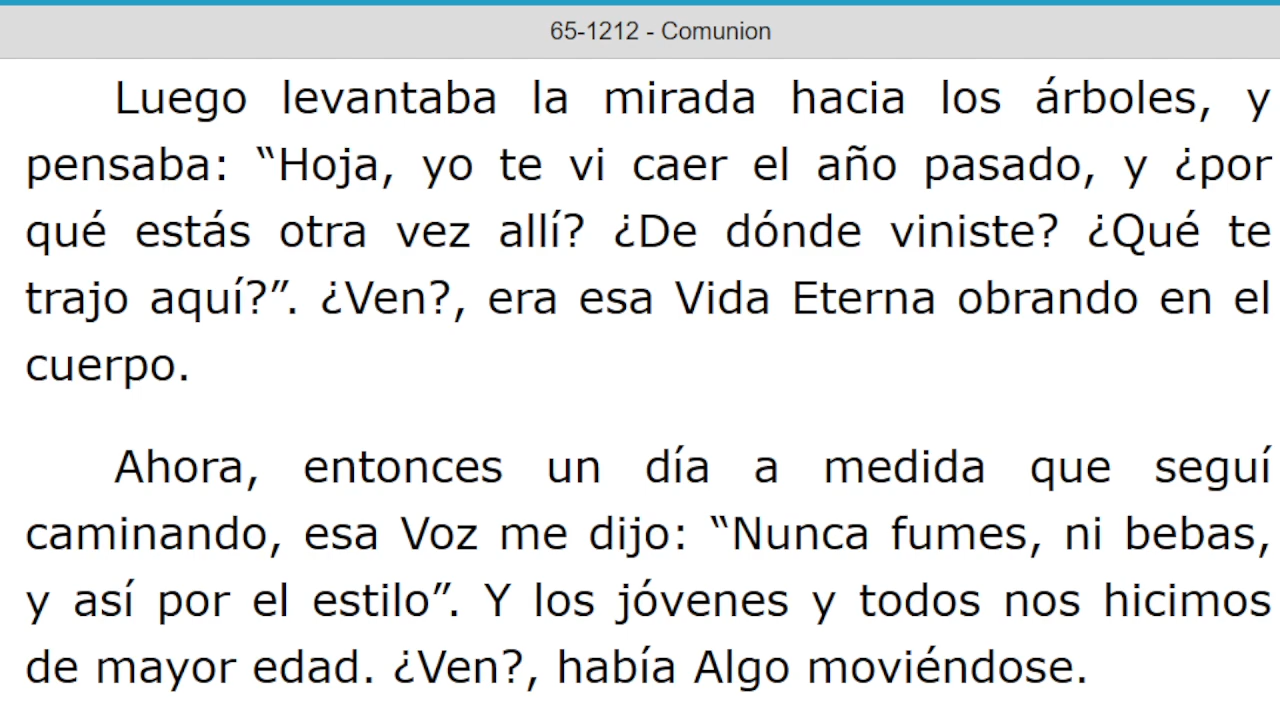 65-1212 - Comunion
Luego levantaba la mirada hacia los árboles, y
pensaba: “Hoja, yo te vi caer el año pasado, y ¿por
qué estás otra vez allí? ¿De dónde viniste? ¿Qué te
trajo aquí?”. ¿Ven?, era esa Vida Eterna obrando en el
cuerpo.
Ahora, entonces un día a medida que seguí
caminando, esa Voz me dijo: “Nunca fumes, ni bebas,
y así por el estilo”. Y los jóvenes y todos nos hicimos
de mayor edad. ¿Ven?, había Algo moviéndose.